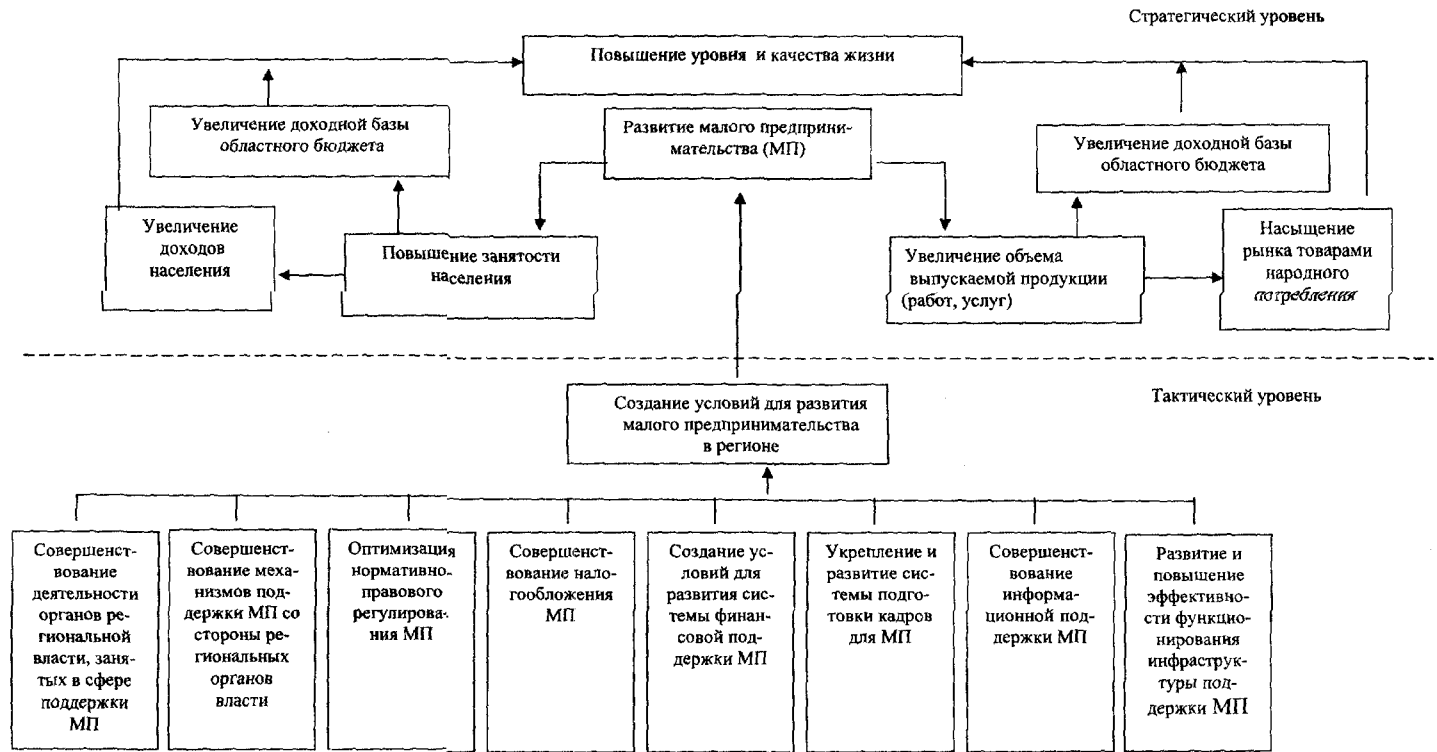 Стратегический уровень
Повышение уровня и качества жизни
Увеличение доходной базы
областного бюджета
Развитие малого предприни-
мательства (МП)
Увеличение доходной базы
областного бюджета
Увеличение
доходов
населения
Повышение занятости
населения
Увеличение объема
выпускаемой продукции
(работ, услуг)
Насыщение
рынка товарами
народного
потребления
Создание условий для развития
малого предпринимательства
в регионе
Тактический уровень
Совершенст-
вование
деятельности
органов ре-
гиональной
власти, заня-
тых в сфере
поддержки
МП
Совершенст-
вование меха-
низмов под-
держки МП со
стороны ре-
гиональных
органов
власти
Оптимизация
нормативно-
правового
регулирова-
ния МП
Совершенст-
вование нало-
гообложения
МП
Создание ус-
ловий для
развития сис-
темы финан-
совой под-
держки МП
Укрепление и
развитие сис-
темы подго-
товки кадров
для МП
Совершенст-
вование
информа-
ционной под-
держки МП
Развитие и
повышение
эффективно-
сти функцио-
нирования
инфраструк-
туры под-
держки МП